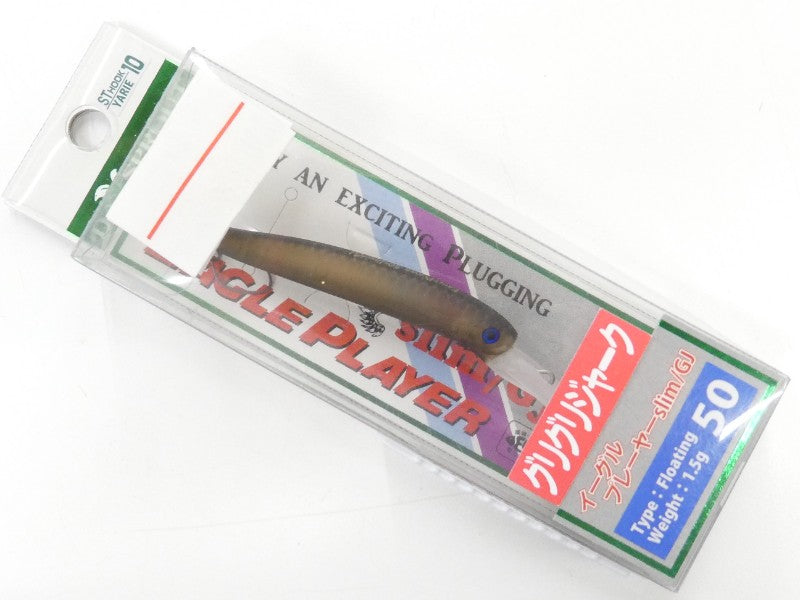 ST HOOK 10
YARIE
AN EXCITING PLUGGING
EAGLE PLAYER
slim/GJ
グリグリジャーク
イーグル
プレーヤーslim/GJ
50
Type : Floating
Weight : 1.5g